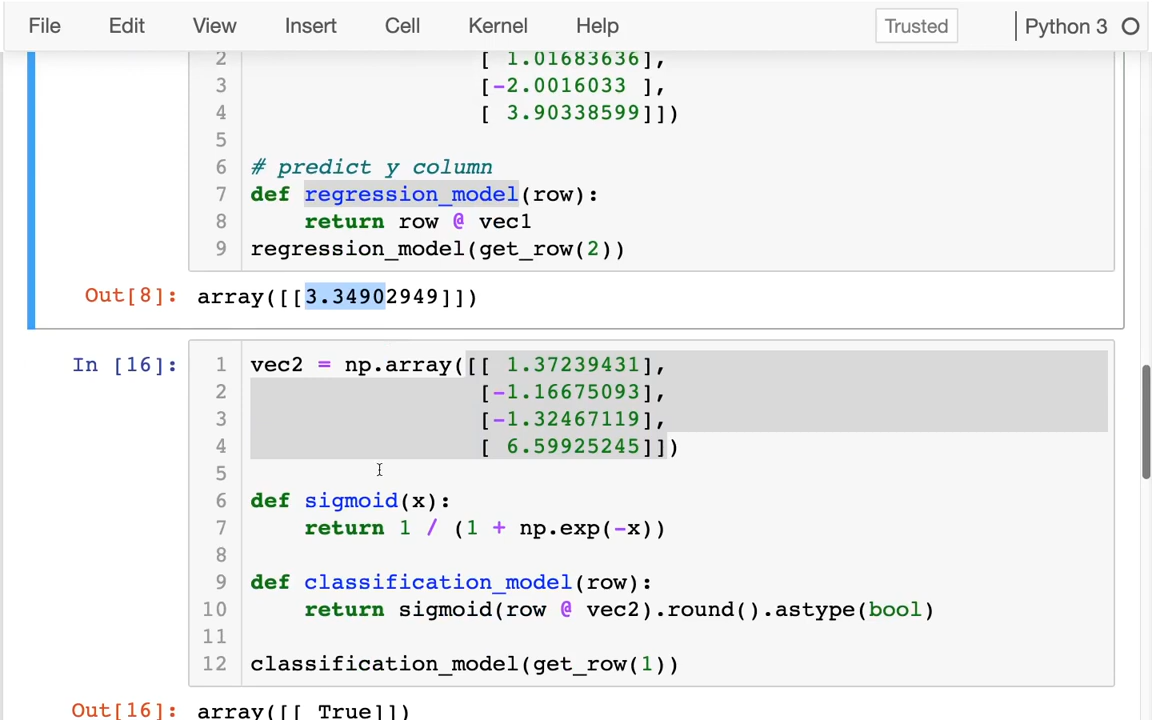 File Edit View Insert Cell Kernel Help Trusted Python 3
2 [ 1.01683636],
3 [-2.0016033 ],
4 [ 3.90338599]])
5
6 # predict y column
7 def regression_model(row):
8 return row @ vec1
9 regression_model(get_row(2))
Out[8]: array([[3.34902949]])
In [16]: 1 vec2 = np.array([[ 1.37239431],
2 [-1.16675093],
3 [-1.32467119],
4 [ 6.59925245]])
5
6 def sigmoid(x):
7 return 1 / (1 + np.exp(-x))
8
9 def classification_model(row):
10 return sigmoid(row @ vec2).round().astype(bool)
11
12 classification_model(get_row(1))
Out[16]: array([[ True]])